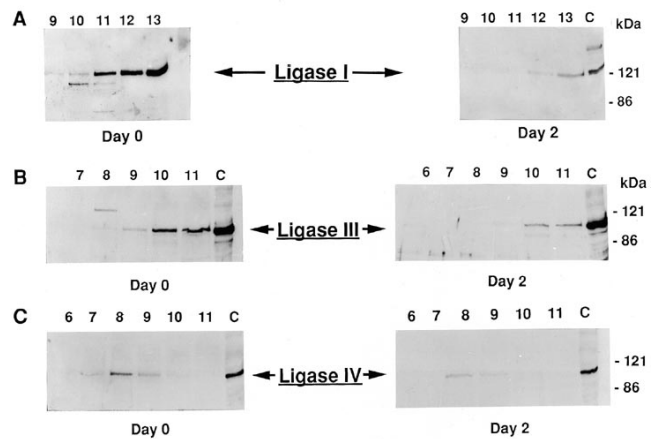 A
9 10 11 12 13
9 10 11 12 13 C
kDa
Ligase I
- 121
- 86
Day 0
Day 2
B
7 8 9 10 11 C
6 7 8 9 10 11 C
kDa
Ligase III
- 121
- 86
Day 0
Day 2
C
6 7 8 9 10 11 C
6 7 8 9 10 11 C
Ligase IV
- 121
- 86
Day 0
Day 2